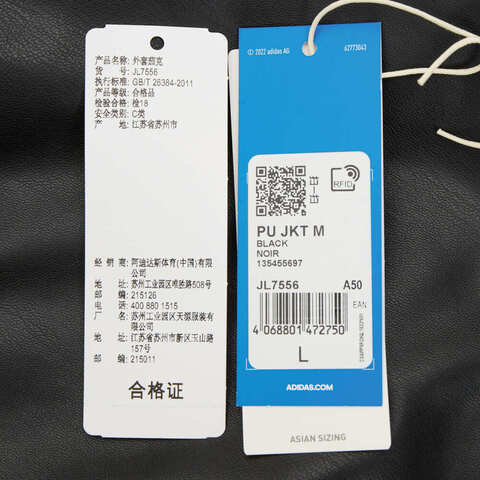 产品名称: 外套茄克
货 号: JL7556
执行标准: GB/T 26384-2011
产品等级: 合格品
检验合格: 检18
安全类别: C类
产 地: 江苏省苏州市
经 销 商: 阿迪达斯体育(中国)有限
公司
地 址: 苏州工业园区唯胜路508号
邮 编: 215126
电 话: 400 880 1515
厂 名: 苏州工业园区天源服装有
限公司
地 址: 江苏省苏州市新区玉山路
157号
邮 编: 215011
合格证
© 2022 adidas AG
62773043
扫一扫
RFID
PU JKT M
BLACK
NOIR
135455697
JL7556 A50
EAN
4 068801 472750
L
ADIDAS.COM
ASIAN SIZING